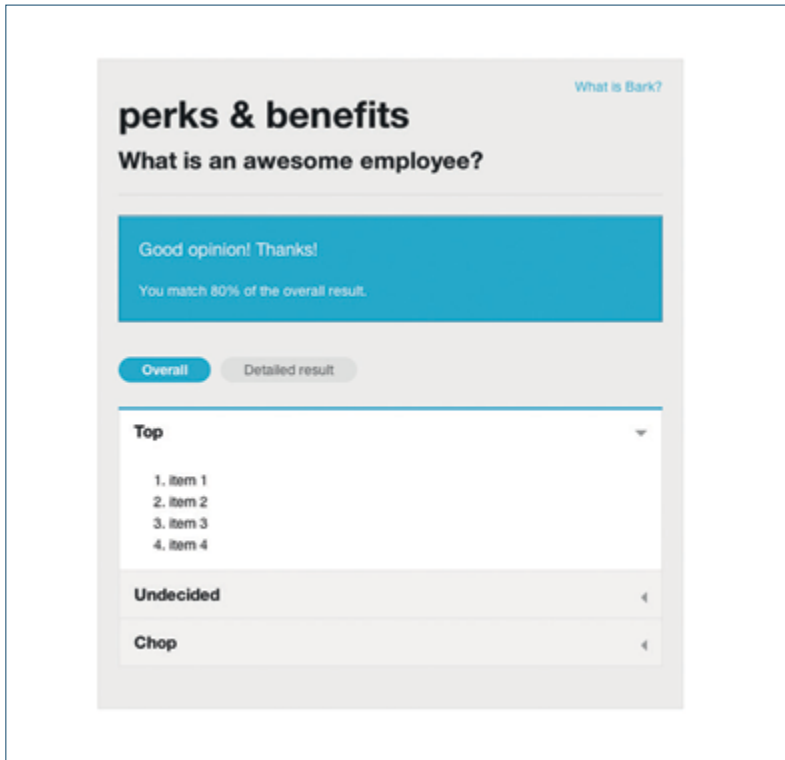 What is Bark?
perks & benefits
What is an awesome employee?
Good opinion! Thanks!
You match 80% of the overall result.
Overall
Detailed result
Top
1. item 1
2. item 2
3. item 3
4. item 4
Undecided
Chop